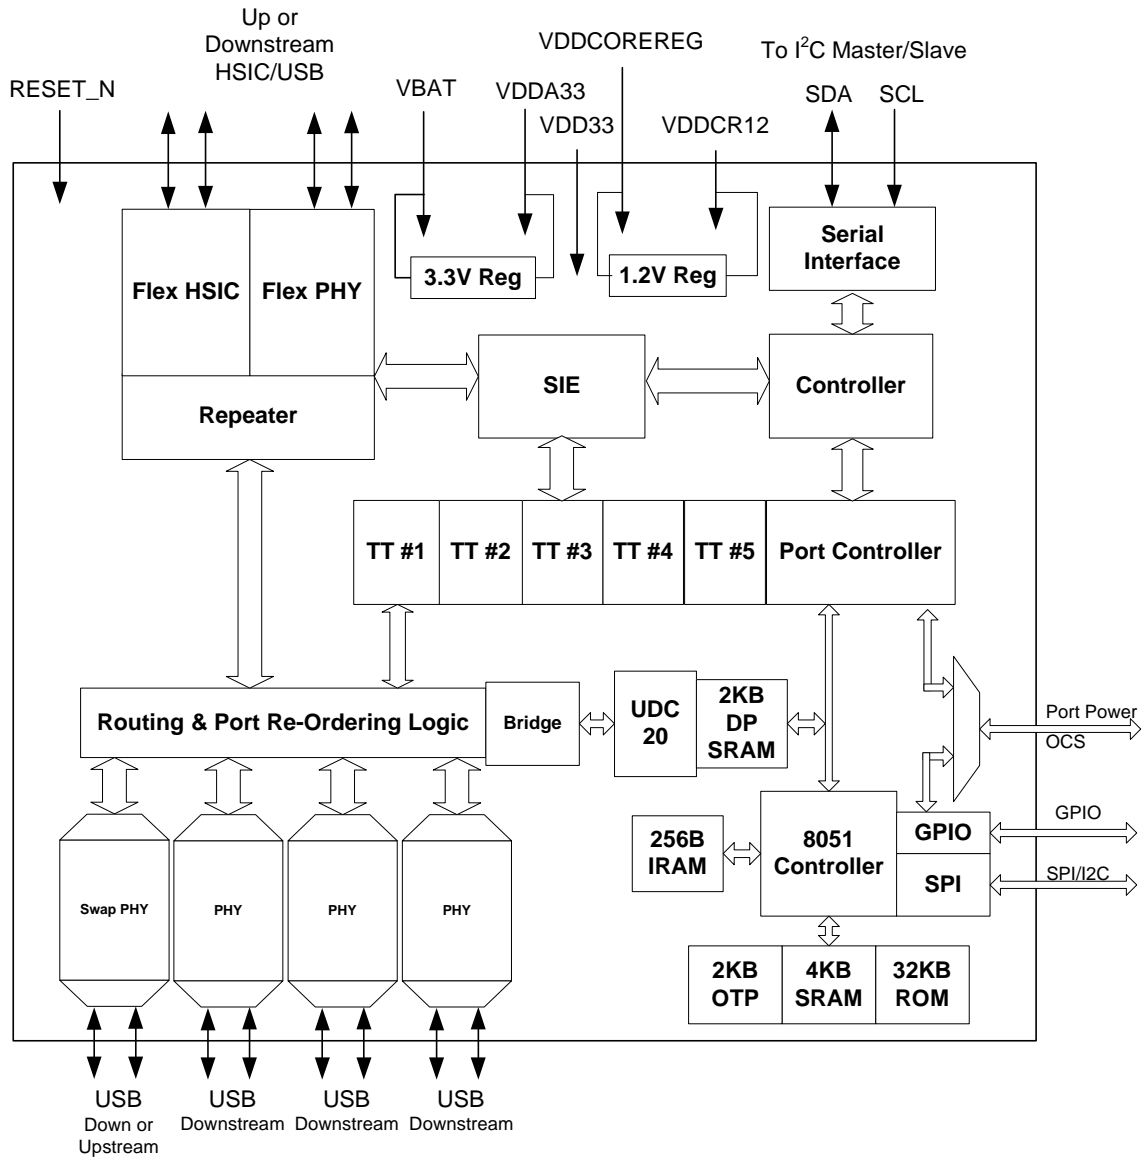 Up or
Downstream
HSIC/USB
RESET_N
VBAT
VDDA33
VDDCOREREG
VDD33
VDDCR12
To I²C Master/Slave
SDA
SCL
Flex HSIC
Flex PHY
3.3V Reg
1.2V Reg
Serial
Interface
Repeater
SIE
Controller
TT #1
TT #2
TT #3
TT #4
TT #5
Port Controller
Routing & Port Re-Ordering Logic
Bridge
UDC
20
2KB
DP
SRAM
Port Power
OCS
256B
IRAM
8051
Controller
GPIO
SPI
GPIO
SPI/I2C
Swap PHY
PHY
PHY
PHY
2KB
OTP
4KB
SRAM
32KB
ROM
USB
Down or
Upstream
USB
Downstream
USB
Downstream
USB
Downstream